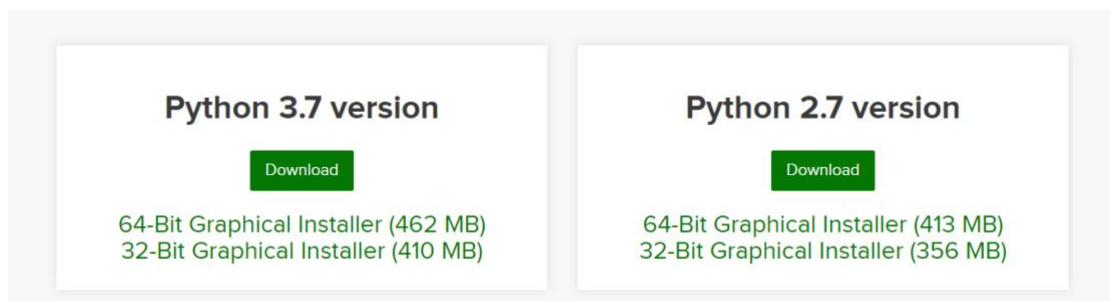 Python 3.7 version
Download
64-Bit Graphical Installer (462 MB)
32-Bit Graphical Installer (410 MB)
Python 2.7 version
Download
64-Bit Graphical Installer (413 MB)
32-Bit Graphical Installer (356 MB)